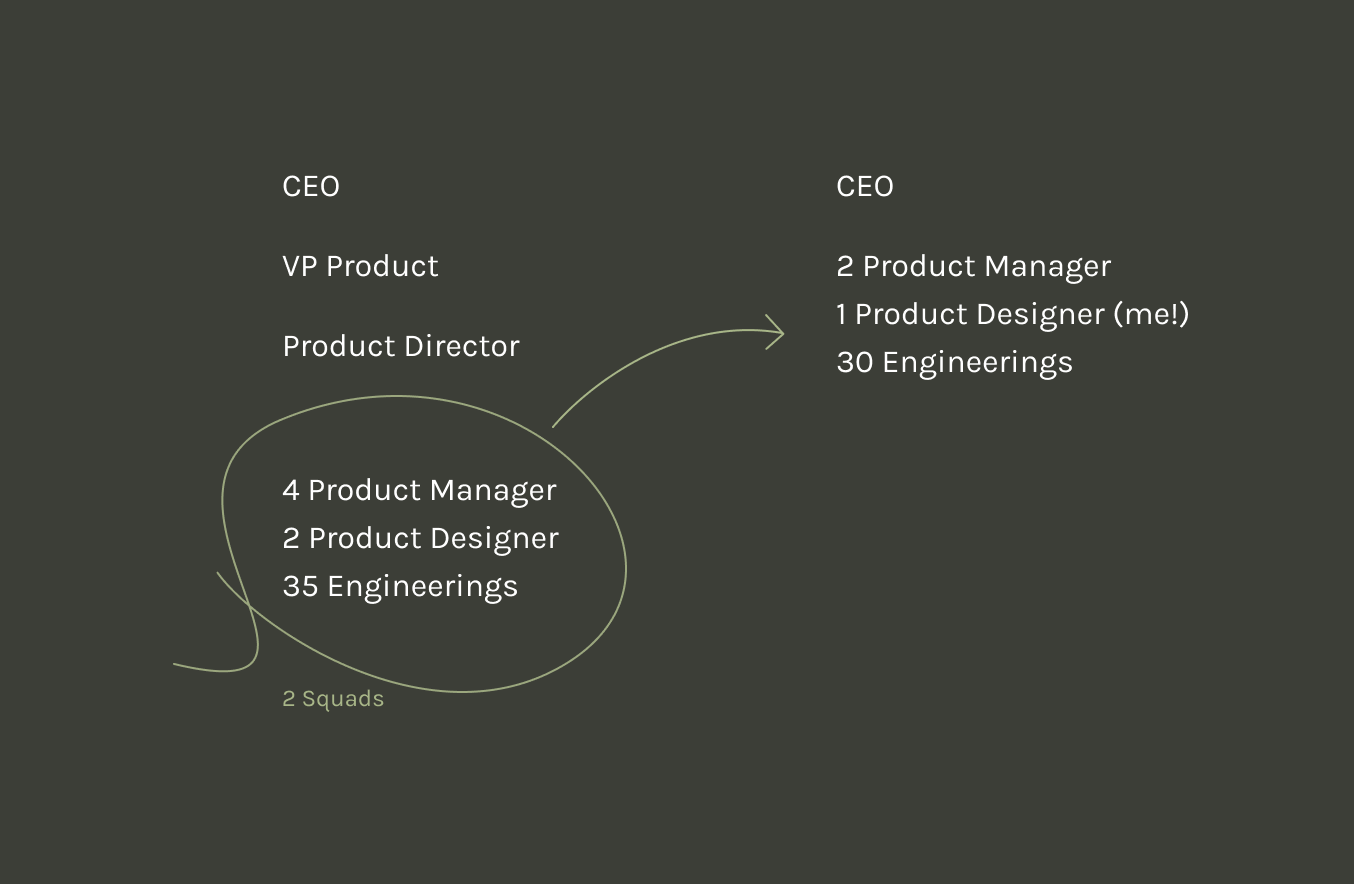 CEO
VP Product
Product Director
4 Product Manager
2 Product Designer
35 Engineerings
2 Squads
CEO
2 Product Manager
1 Product Designer (me!)
30 Engineerings